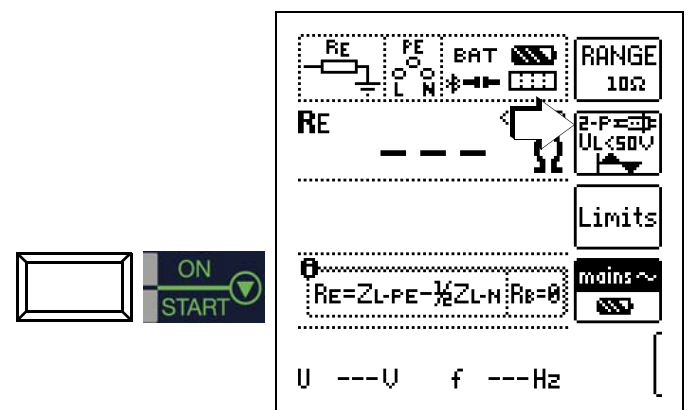 RE PE BAT RANGE
L N 10Ω
RE Ω
2-P
UL<50V
Limits
ON
START
mains~
RE=ZL-PE-½ZL-N RB=0
U ---V f ---Hz